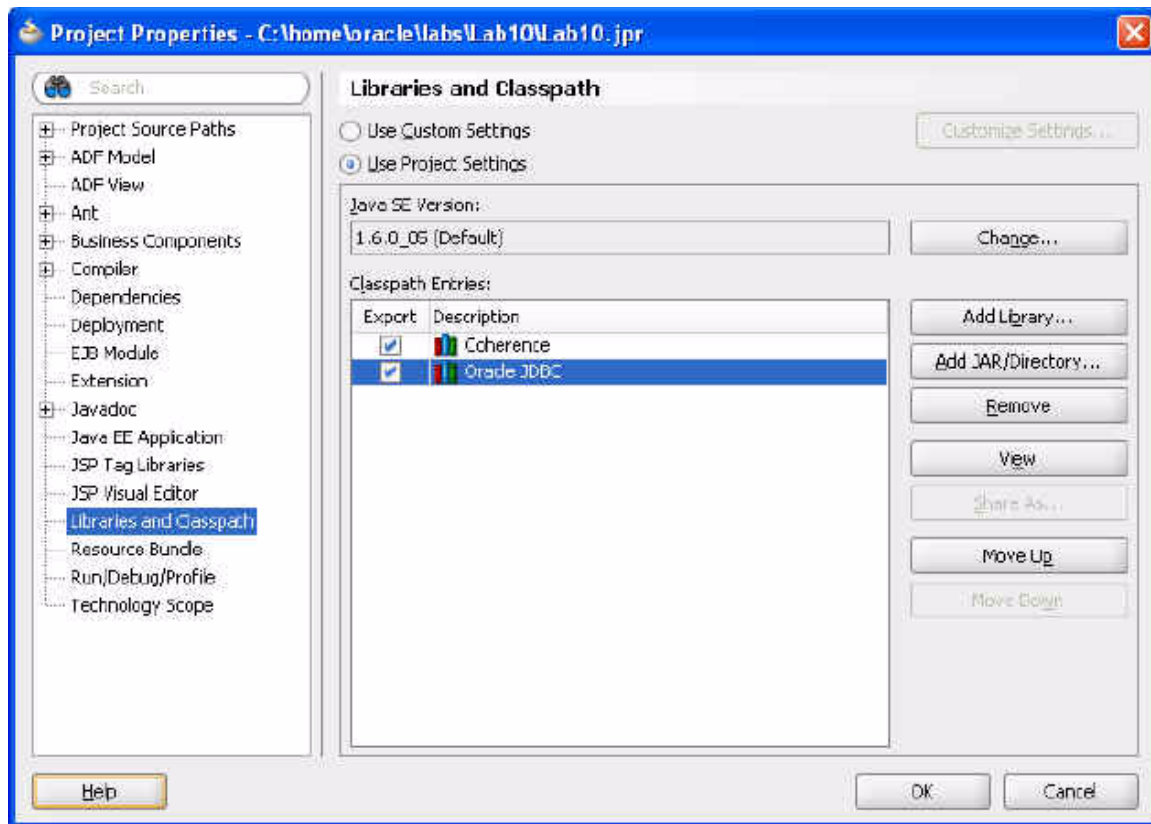 Project Properties - C:\home\oracle\labs\Lab10\Lab10.jpr
Search
Project Source Paths
ADF Model
ADF View
Ant
Business Components
Compiler
Dependencies
Deployment
EJB Module
Extension
Javadoc
Java EE Application
JSP Tag Libraries
JSP Visual Editor
Libraries and Classpath
Resource Bundle
Run/Debug/Profile
Technology Scope
Libraries and Classpath
Use Custom Settings
Customize Settings...
Use Project Settings
Java SE Version:
1.6.0_05 (Default)
Change...
Classpath Entries:
Export Description
Coherence
Oracle JDBC
Add Library...
Add JAR/Directory...
Remove
View
Share As...
Move Up
Move Down
Help
OK
Cancel